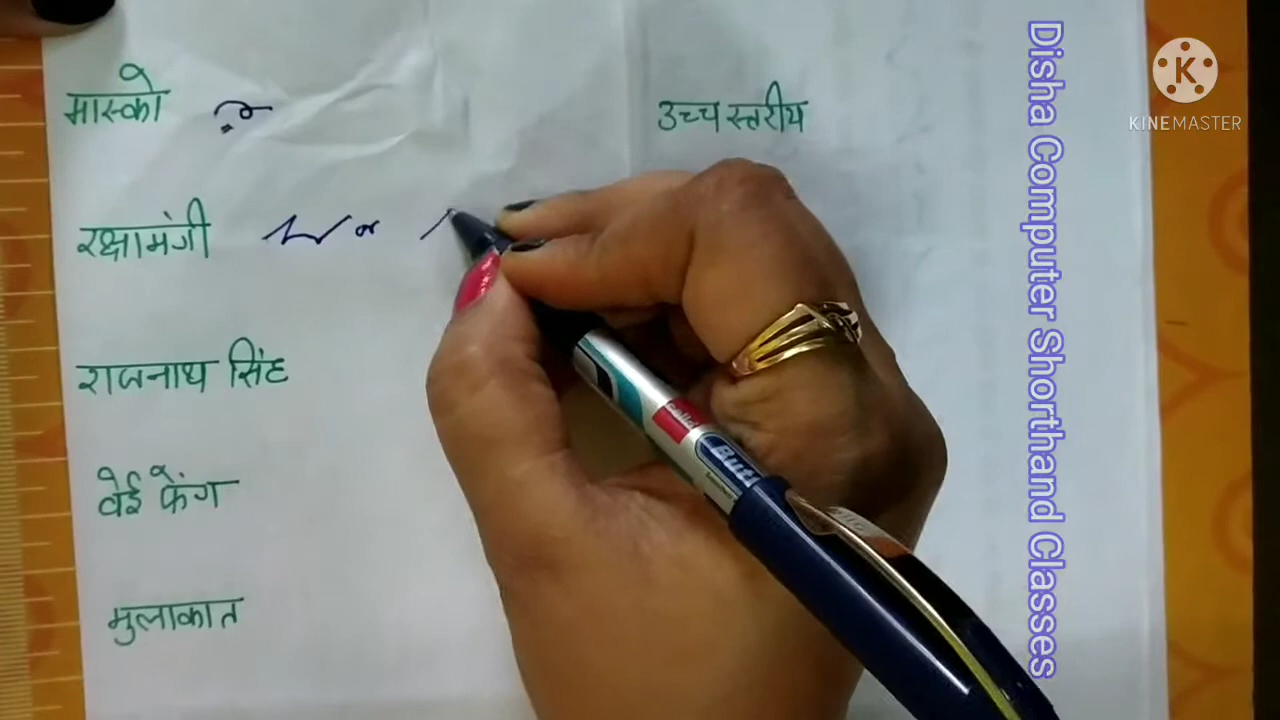 मास्को
उच्च स्तरीय
रक्षामंत्री
राजनाथ सिंह
वेई फेंग
मुलाकात
Disha Computer Shorthand Classes
K
KINEMASTER